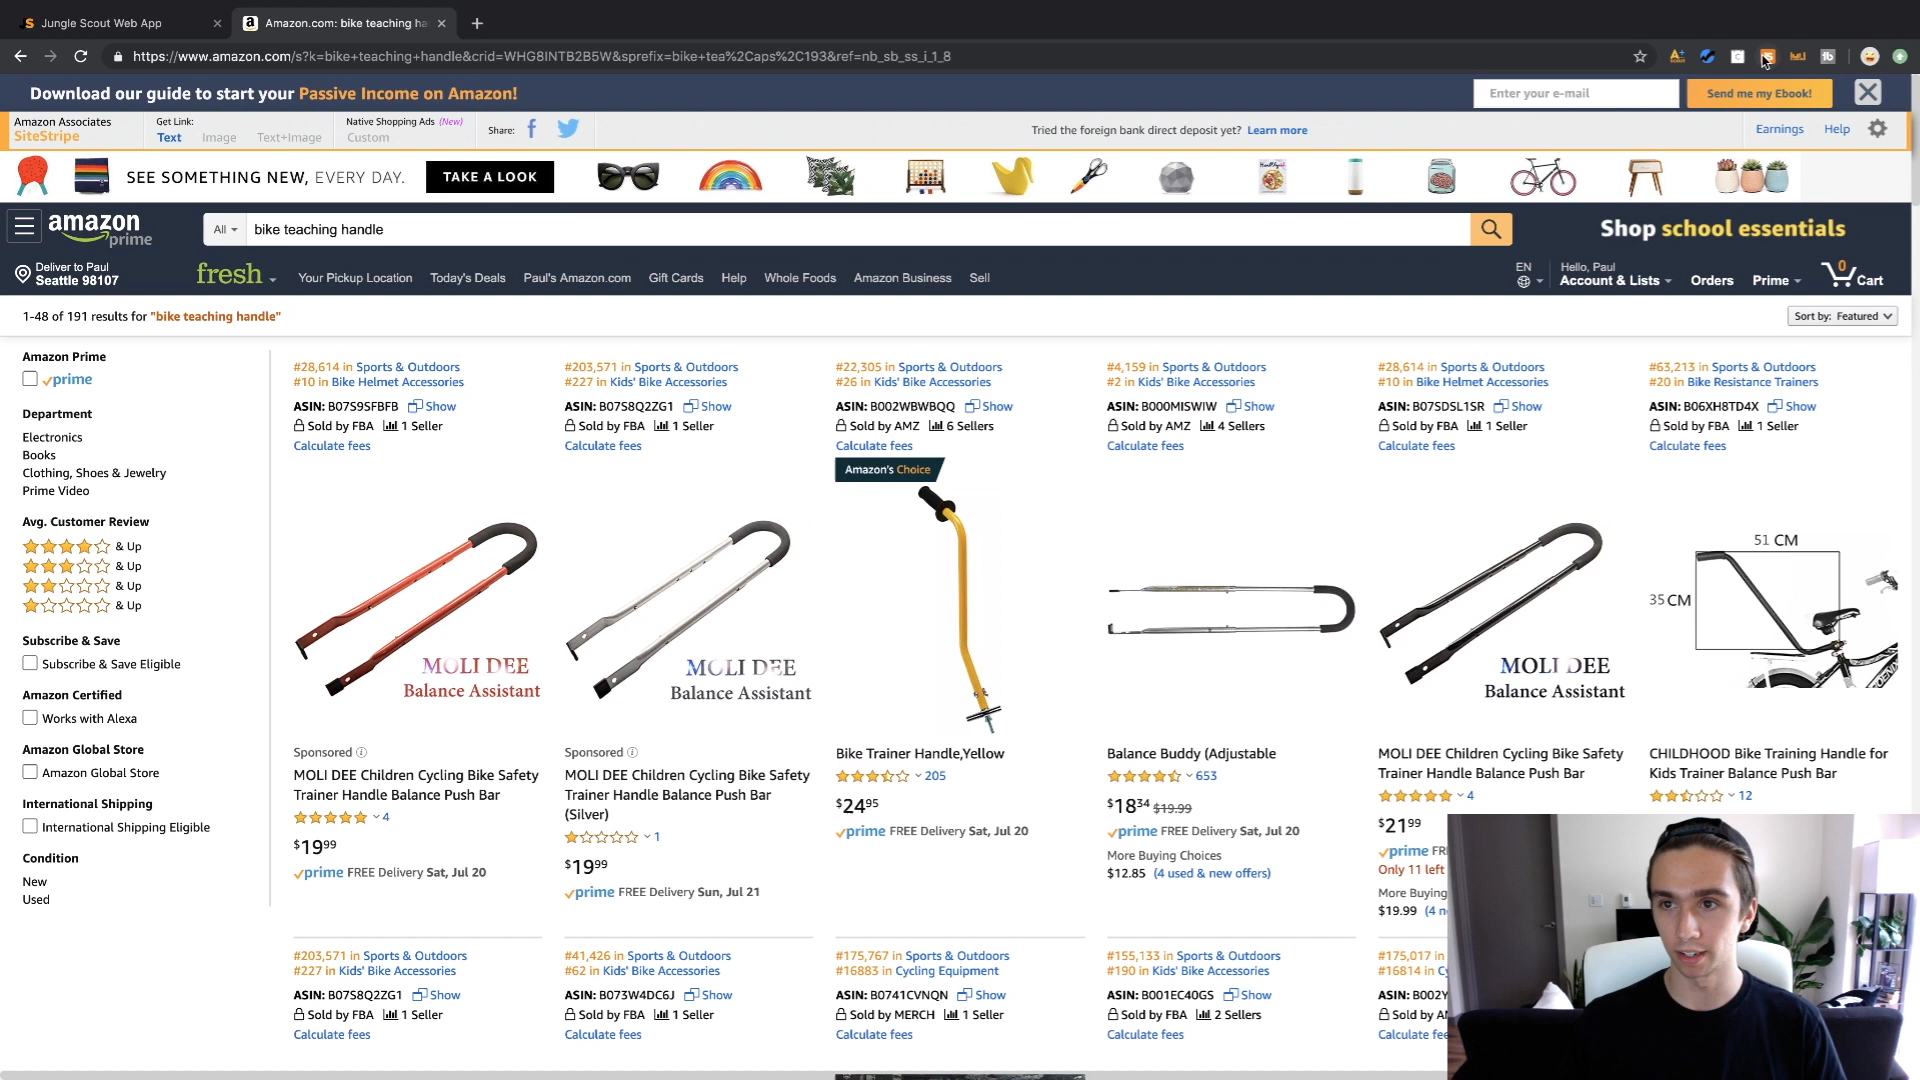 Jungle Scout Web App
Amazon.com: bike teaching ha
https://www.amazon.com/s?k=bike+teaching+handle&crid=WHG8INTB2B5W&sprefix=bike+tea%2Caps%2C193&ref=nb_sb_ss_i_1_8
Download our guide to start your Passive Income on Amazon!
Enter your e-mail
Send me my Ebook!
Amazon Associates
SiteStripe
Get Link:
Text Image Text+Image
Native Shopping Ads (New)
Custom
Share:
Tried the foreign bank direct deposit yet? Learn more
Earnings Help
SEE SOMETHING NEW, EVERY DAY.
TAKE A LOOK
amazon
prime
All
bike teaching handle
Shop school essentials
Deliver to Paul
Seattle 98107
fresh
Your Pickup Location Today's Deals Paul's Amazon.com Gift Cards Help Whole Foods Amazon Business Sell
EN
Hello, Paul
Account & Lists
Orders
Prime
0
Cart
1-48 of 191 results for "bike teaching handle"
Sort by: Featured
Amazon Prime
prime
Department
Electronics
Books
Clothing, Shoes & Jewelry
Prime Video
Avg. Customer Review
& Up
& Up
& Up
& Up
Subscribe & Save
Subscribe & Save Eligible
Amazon Certified
Works with Alexa
Amazon Global Store
Amazon Global Store
International Shipping
International Shipping Eligible
Condition
New
Used
#28,614 in Sports & Outdoors
#10 in Bike Helmet Accessories
ASIN: B07S9SFBFB Show
Sold by FBA 1 Seller
Calculate fees
MOLI DEE
Balance Assistant
Sponsored
MOLI DEE Children Cycling Bike Safety
Trainer Handle Balance Push Bar
4
$1999
prime FREE Delivery Sat, Jul 20
#203,571 in Sports & Outdoors
#227 in Kids' Bike Accessories
ASIN: B07S8Q2ZG1 Show
Sold by FBA 1 Seller
Calculate fees
MOLI DEE
Balance Assistant
Sponsored
MOLI DEE Children Cycling Bike Safety
Trainer Handle Balance Push Bar
(Silver)
1
$1999
prime FREE Delivery Sun, Jul 21
#22,305 in Sports & Outdoors
#26 in Kids' Bike Accessories
ASIN: B002WBWBQQ Show
Sold by AMZ 6 Sellers
Calculate fees
Amazon's Choice
Bike Trainer Handle,Yellow
205
$2495
prime FREE Delivery Sat, Jul 20
#4,159 in Sports & Outdoors
#2 in Kids' Bike Accessories
ASIN: B000MISWIW Show
Sold by AMZ 4 Sellers
Calculate fees
Balance Buddy (Adjustable
653
$1834 $19.99
prime FREE Delivery Sat, Jul 20
More Buying Choices
$12.85 (4 used & new offers)
#28,614 in Sports & Outdoors
#10 in Bike Helmet Accessories
ASIN: B07SDSL1SR Show
Sold by FBA 1 Seller
Calculate fees
MOLI DEE
Balance Assistant
MOLI DEE Children Cycling Bike Safety
Trainer Handle Balance Push Bar
4
$2199
prime FR
Only 11 left
More Buying
$19.99 (4 n
#63,213 in Sports & Outdoors
#20 in Bike Resistance Trainers
ASIN: B06XH8TD4X Show
Sold by FBA 1 Seller
Calculate fees
51 CM
35 CM
CHILDHOOD Bike Training Handle for
Kids Trainer Balance Push Bar
12
#203,571 in Sports & Outdoors
#227 in Kids' Bike Accessories
ASIN: B07S8Q2ZG1 Show
Sold by FBA 1 Seller
Calculate fees
#41,426 in Sports & Outdoors
#62 in Kids' Bike Accessories
ASIN: B073W4DC6J Show
Sold by FBA 1 Seller
Calculate fees
#175,767 in Sports & Outdoors
#16883 in Cycling Equipment
ASIN: B0741CVNQN Show
Sold by MERCH 1 Seller
Calculate fees
#155,133 in Sports & Outdoors
#190 in Kids' Bike Accessories
ASIN: B001EC40GS Show
Sold by FBA 2 Sellers
Calculate fees
#175,017 in
#16814 in Cy
ASIN: B002Y
Sold by A
Calculate fee